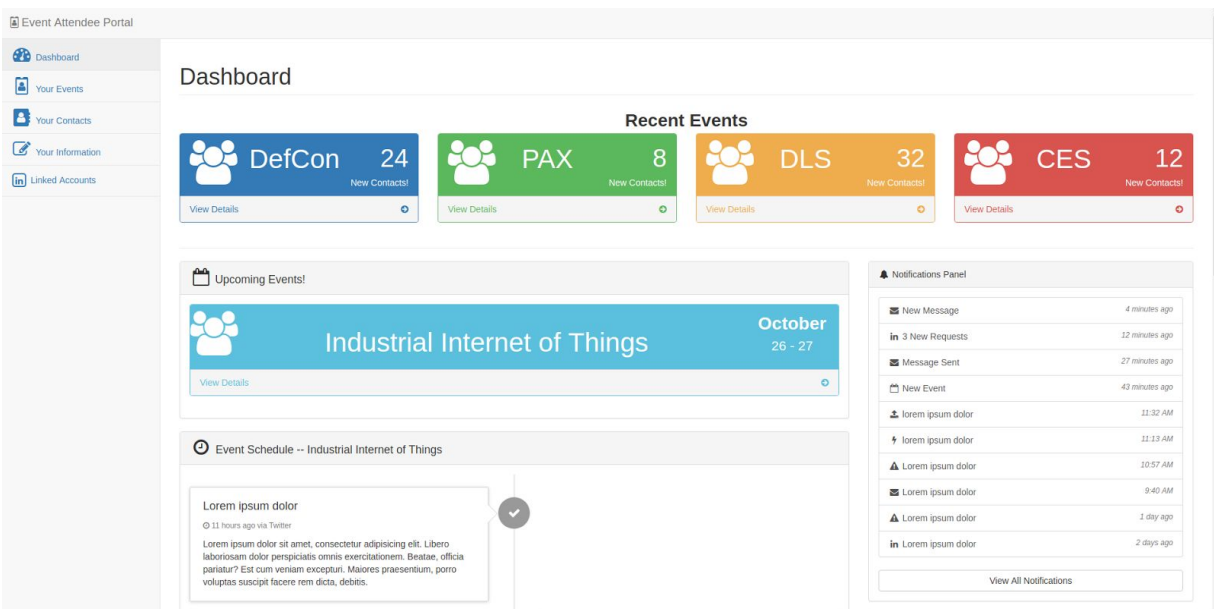 Event Attendee Portal
Dashboard
Your Events
Your Contacts
Your Information
Linked Accounts
Dashboard
Recent Events
DefCon 24
New Contacts!
View Details
PAX 8
New Contacts!
View Details
DLS 32
New Contacts!
View Details
CES 12
New Contacts!
View Details
Upcoming Events!
Industrial Internet of Things
October
26 - 27
View Details
Event Schedule -- Industrial Internet of Things
Lorem ipsum dolor
11 hours ago via Twitter
Lorem ipsum dolor sit amet, consectetur adipisicing elit. Libero
laboriosam dolor perspiciatis omnis exercitationem. Beatae, officia
pariatur? Est cum veniam excepturi. Maiores praesentium, porro
voluptas suscipit facere rem dicta, debitis.
Notifications Panel
New Message 4 minutes ago
in 3 New Requests 12 minutes ago
Message Sent 27 minutes ago
New Event 43 minutes ago
lorem ipsum dolor 11:32 AM
lorem ipsum dolor 11:13 AM
Lorem ipsum dolor 10:57 AM
Lorem ipsum dolor 9:40 AM
Lorem ipsum dolor 1 day ago
in Lorem ipsum dolor 2 days ago
View All Notifications